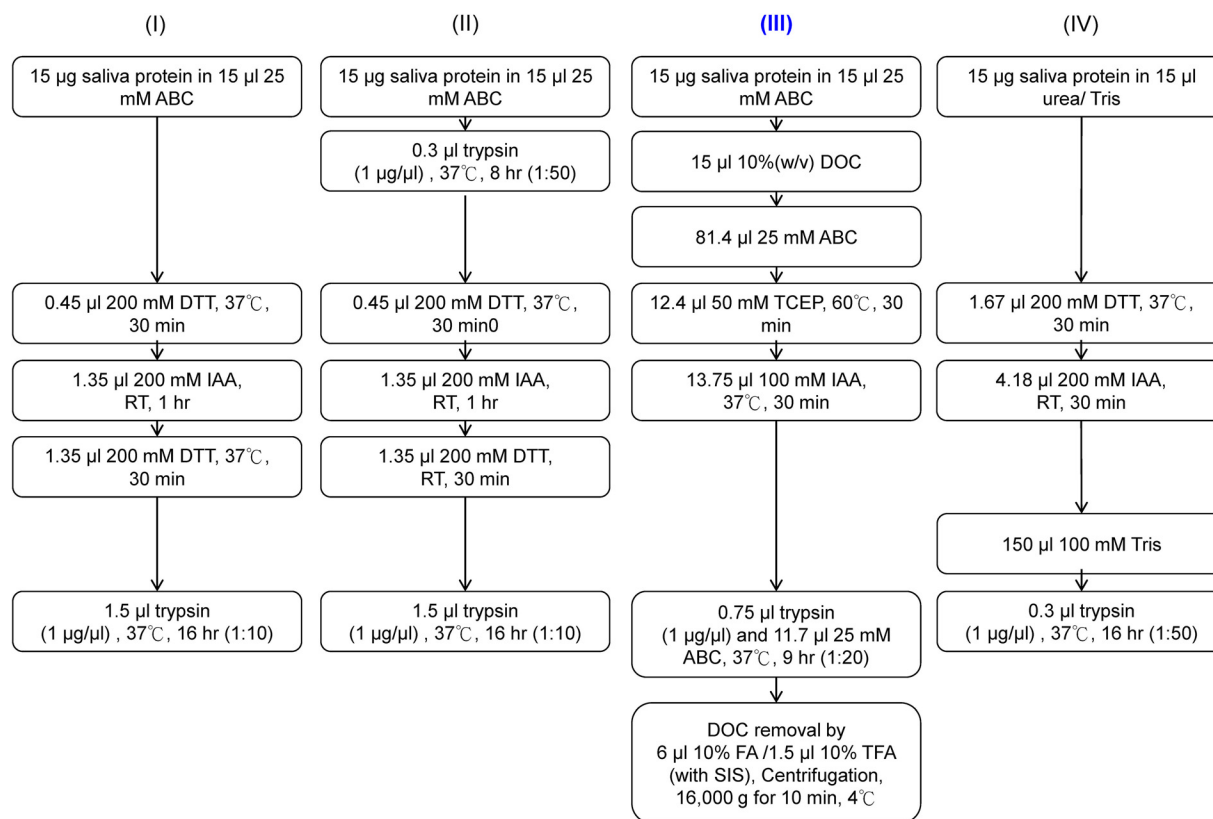 (I)
15 µg saliva protein in 15 µl 25
mM ABC
0.45 µl 200 mM DTT, 37℃,
30 min
1.35 µl 200 mM IAA,
RT, 1 hr
1.35 µl 200 mM DTT, 37℃,
30 min
1.5 µl trypsin
(1 µg/µl) , 37℃, 16 hr (1:10)
(II)
15 µg saliva protein in 15 µl 25
mM ABC
0.3 µl trypsin
(1 µg/µl) , 37℃, 8 hr (1:50)
0.45 µl 200 mM DTT, 37℃,
30 min0
1.35 µl 200 mM IAA,
RT, 1 hr
1.35 µl 200 mM DTT,
RT, 30 min
1.5 µl trypsin
(1 µg/µl) , 37℃, 16 hr (1:10)
(III)
15 µg saliva protein in 15 µl 25
mM ABC
15 µl 10%(w/v) DOC
81.4 µl 25 mM ABC
12.4 µl 50 mM TCEP, 60℃, 30
min
13.75 µl 100 mM IAA,
37℃, 30 min
0.75 µl trypsin
(1 µg/µl) and 11.7 µl 25 mM
ABC, 37℃, 9 hr (1:20)
DOC removal by
6 µl 10% FA /1.5 µl 10% TFA
(with SIS), Centrifugation,
16,000 g for 10 min, 4℃
(IV)
15 µg saliva protein in 15 µl
urea/ Tris
1.67 µl 200 mM DTT, 37℃,
30 min
4.18 µl 200 mM IAA,
RT, 30 min
150 µl 100 mM Tris
0.3 µl trypsin
(1 µg/µl) , 37℃, 16 hr (1:50)